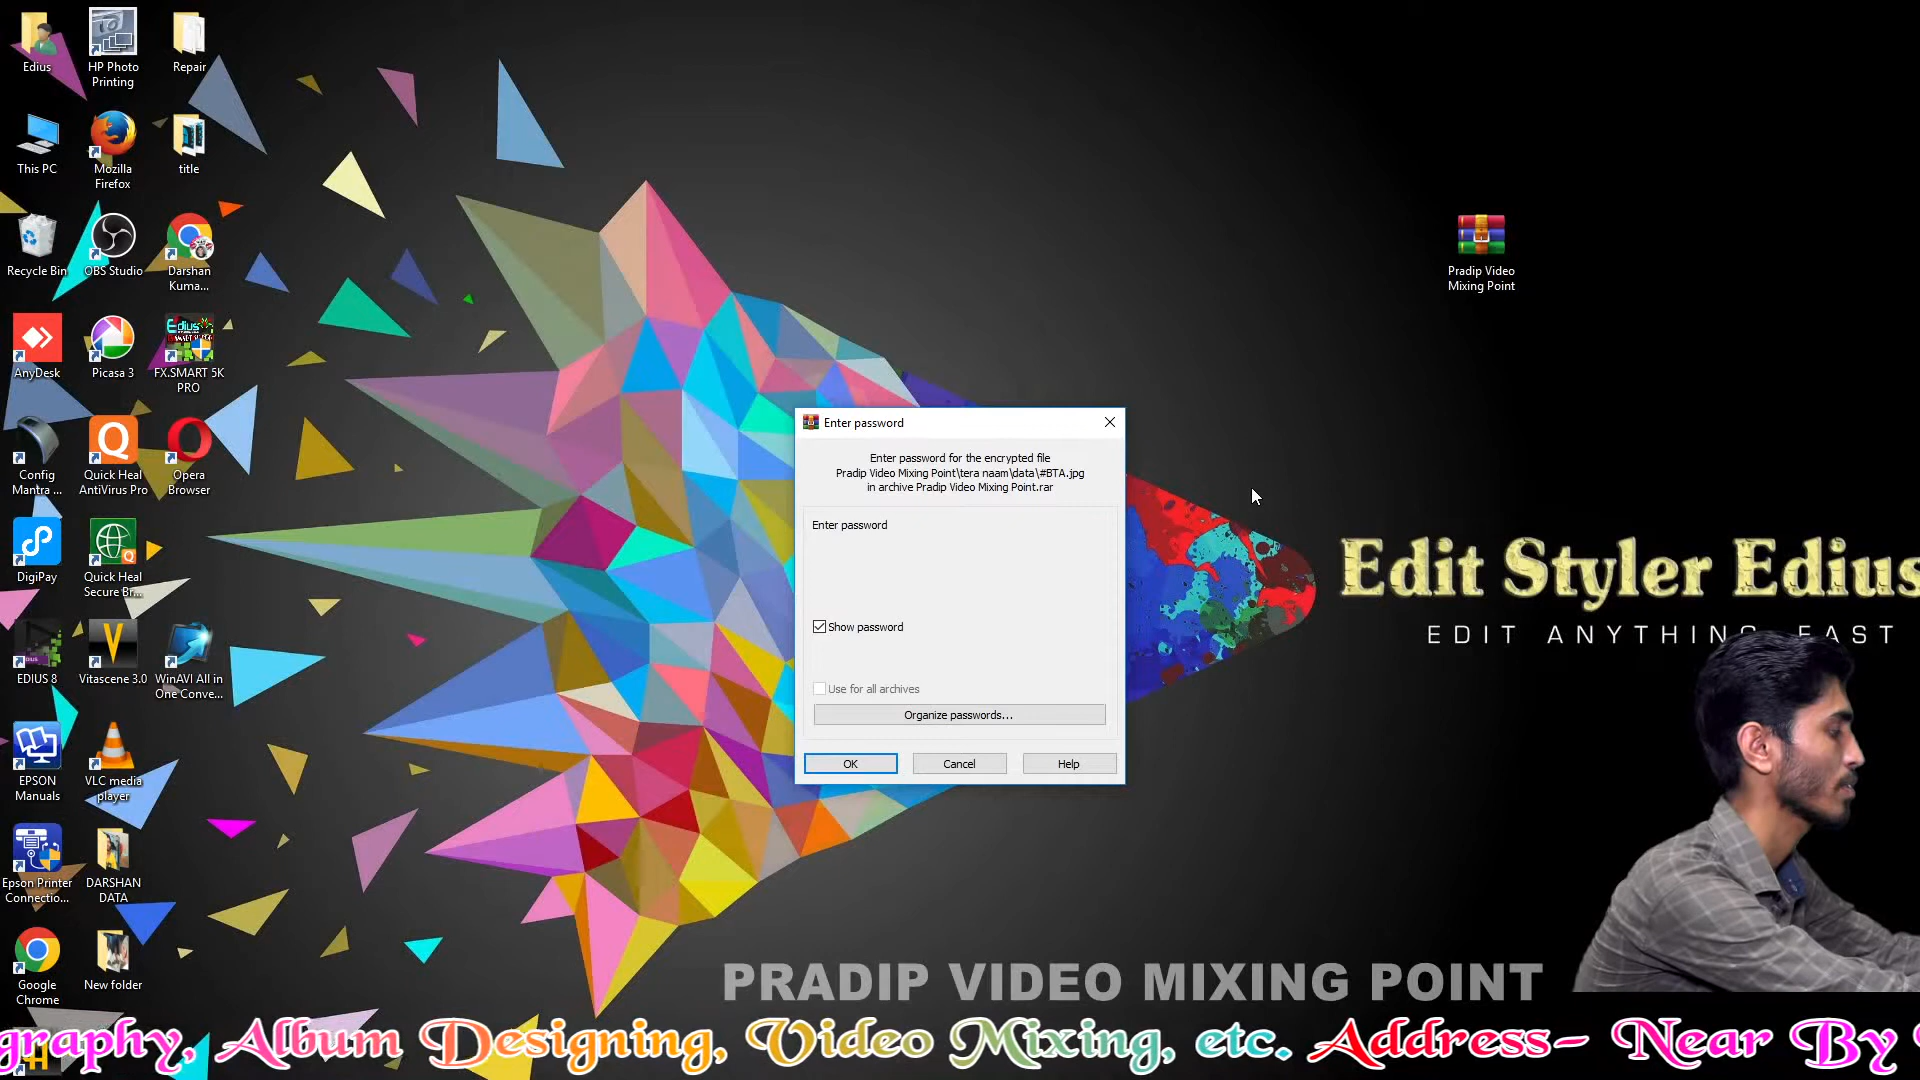 Edius
HP Photo
Printing
Repair
This PC
Mozilla
Firefox
title
Recycle Bin
OBS Studio
Darshan
Kuma...
Pradip Video
Mixing Point
AnyDesk
Picasa 3
FX.SMART 5K
PRO
Config
Mantra ...
Quick Heal
AntiVirus Pro
Opera
Browser
DigiPay
Quick Heal
Secure Br...
EDIUS 8
Vitascene 3.0
WinAVI All in
One Conve...
EPSON
Manuals
VLC media
player
Epson Printer
Connectio...
DARSHAN
DATA
Google
Chrome
New folder
Enter password
Enter password for the encrypted file
Pradip Video Mixing Point\tera naam\data\#BTA.jpg
in archive Pradip Video Mixing Point.rar
Enter password
Show password
Use for all archives
Organize passwords...
OK
Cancel
Help
Edit Styler Edius
EDIT ANYTHING FAST
PRADIP VIDEO MIXING POINT
graphy, Album Designing, Video Mixing, etc. Address- Near By